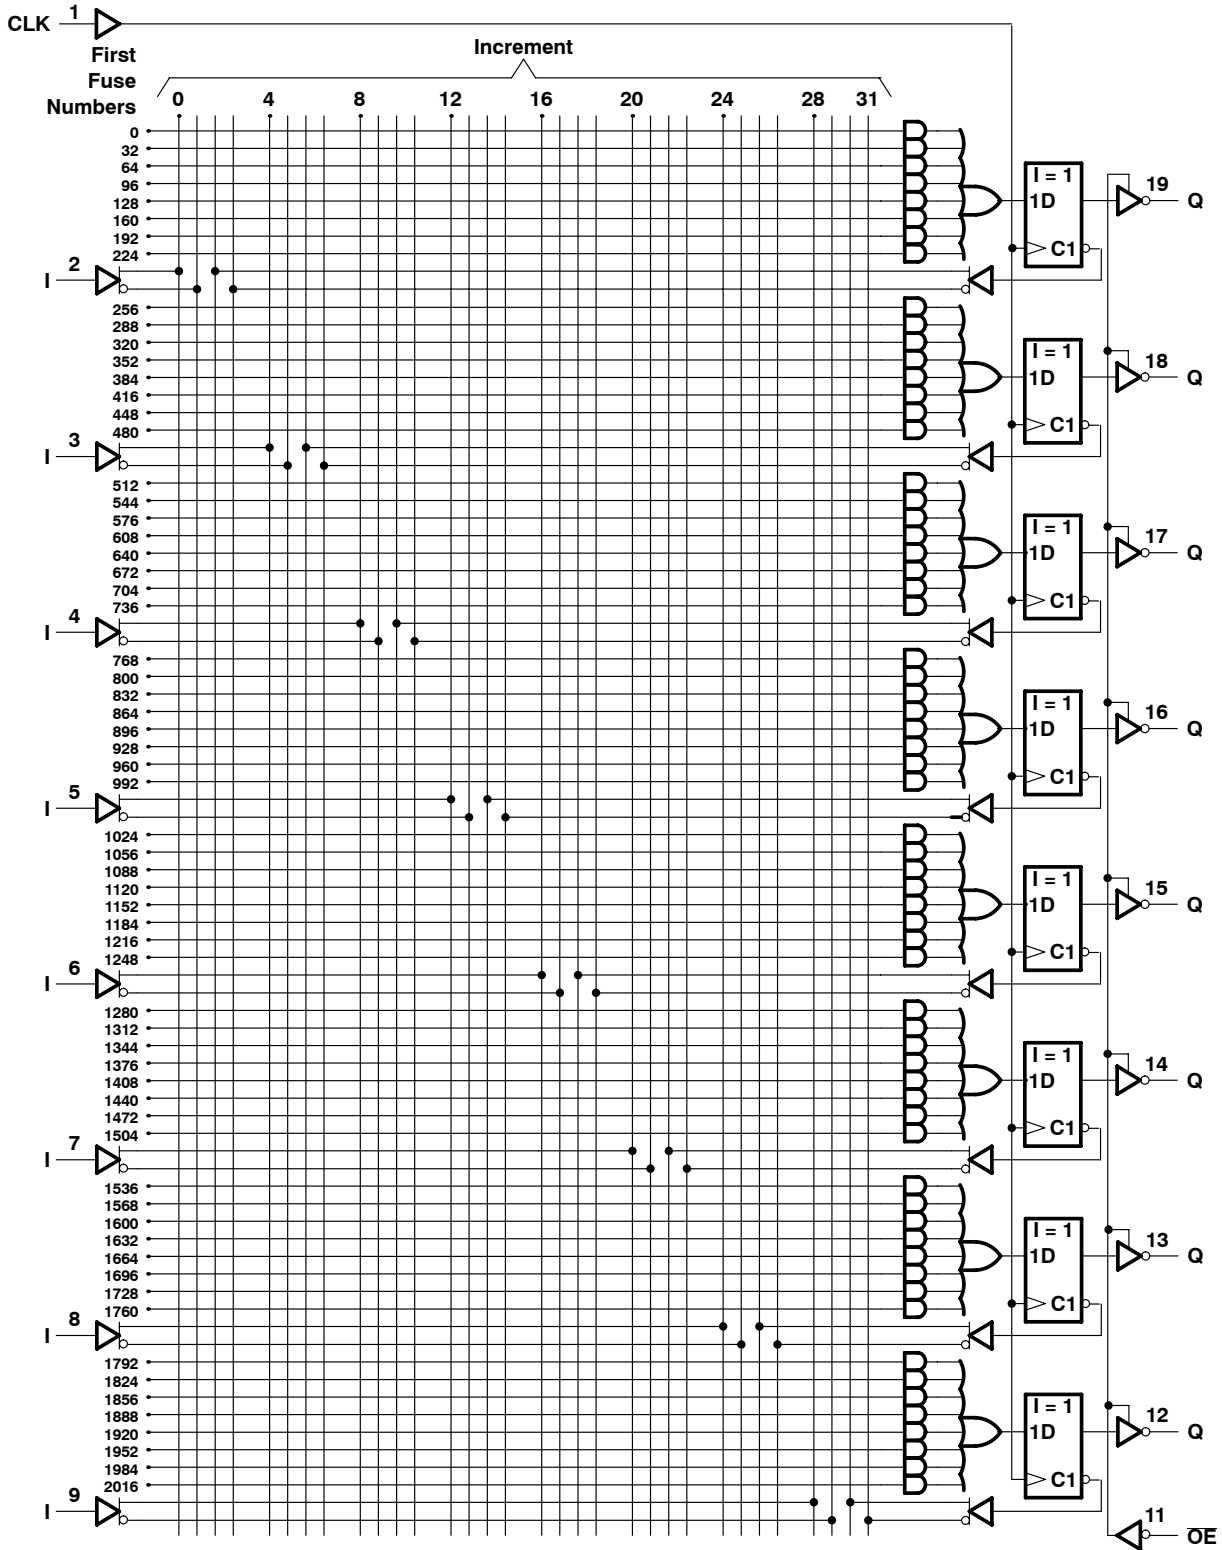 CLK 1
Increment
First
Fuse
Numbers
0 4 8 12 16 20 24 28 31
0
32
64
96
128
160
192
224
I = 1
1D
C1
19
Q
I 2
256
288
320
352
384
416
448
480
I = 1
1D
C1
18
Q
I 3
512
544
576
608
640
672
704
736
I = 1
1D
C1
17
Q
I 4
768
800
832
864
896
928
960
992
I = 1
1D
C1
16
Q
I 5
1024
1056
1088
1120
1152
1184
1216
1248
I = 1
1D
C1
15
Q
I 6
1280
1312
1344
1376
1408
1440
1472
1504
I = 1
1D
C1
14
Q
I 7
1536
1568
1600
1632
1664
1696
1728
1760
I = 1
1D
C1
13
Q
I 8
1792
1824
1856
1888
1920
1952
1984
2016
I = 1
1D
C1
12
Q
I 9
11
OE